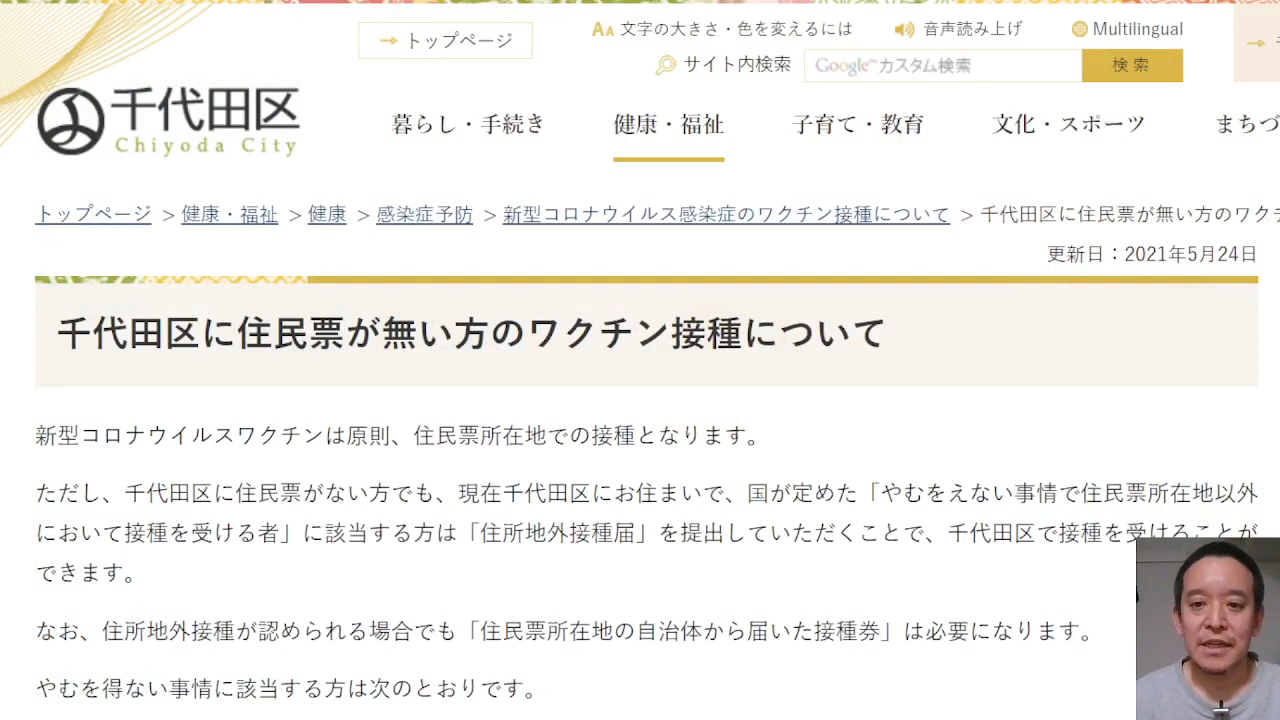 トップページ
AA 文字の大きさ・色を変えるには
音声読み上げ
Multilingual
サイト内検索
Google™カスタム検索
検索
千代田区
Chiyoda City
暮らし・手続き
健康・福祉
子育て・教育
文化・スポーツ
まちづ
トップページ > 健康・福祉 > 健康 > 感染症予防 > 新型コロナウイルス感染症のワクチン接種について > 千代田区に住民票が無い方のワクチ
更新日：2021年5月24日
千代田区に住民票が無い方のワクチン接種について
新型コロナウイルスワクチンは原則、住民票所在地での接種となります。
ただし、千代田区に住民票がない方でも、現在千代田区にお住まいで、国が定めた「やむをえない事情で住民票所在地以外
において接種を受ける者」に該当する方は「住所地外接種届」を提出していただくことで、千代田区で接種を受けることが
できます。
なお、住所地外接種が認められる場合でも「住民票所在地の自治体から届いた接種券」は必要になります。
やむを得ない事情に該当する方は次のとおりです。